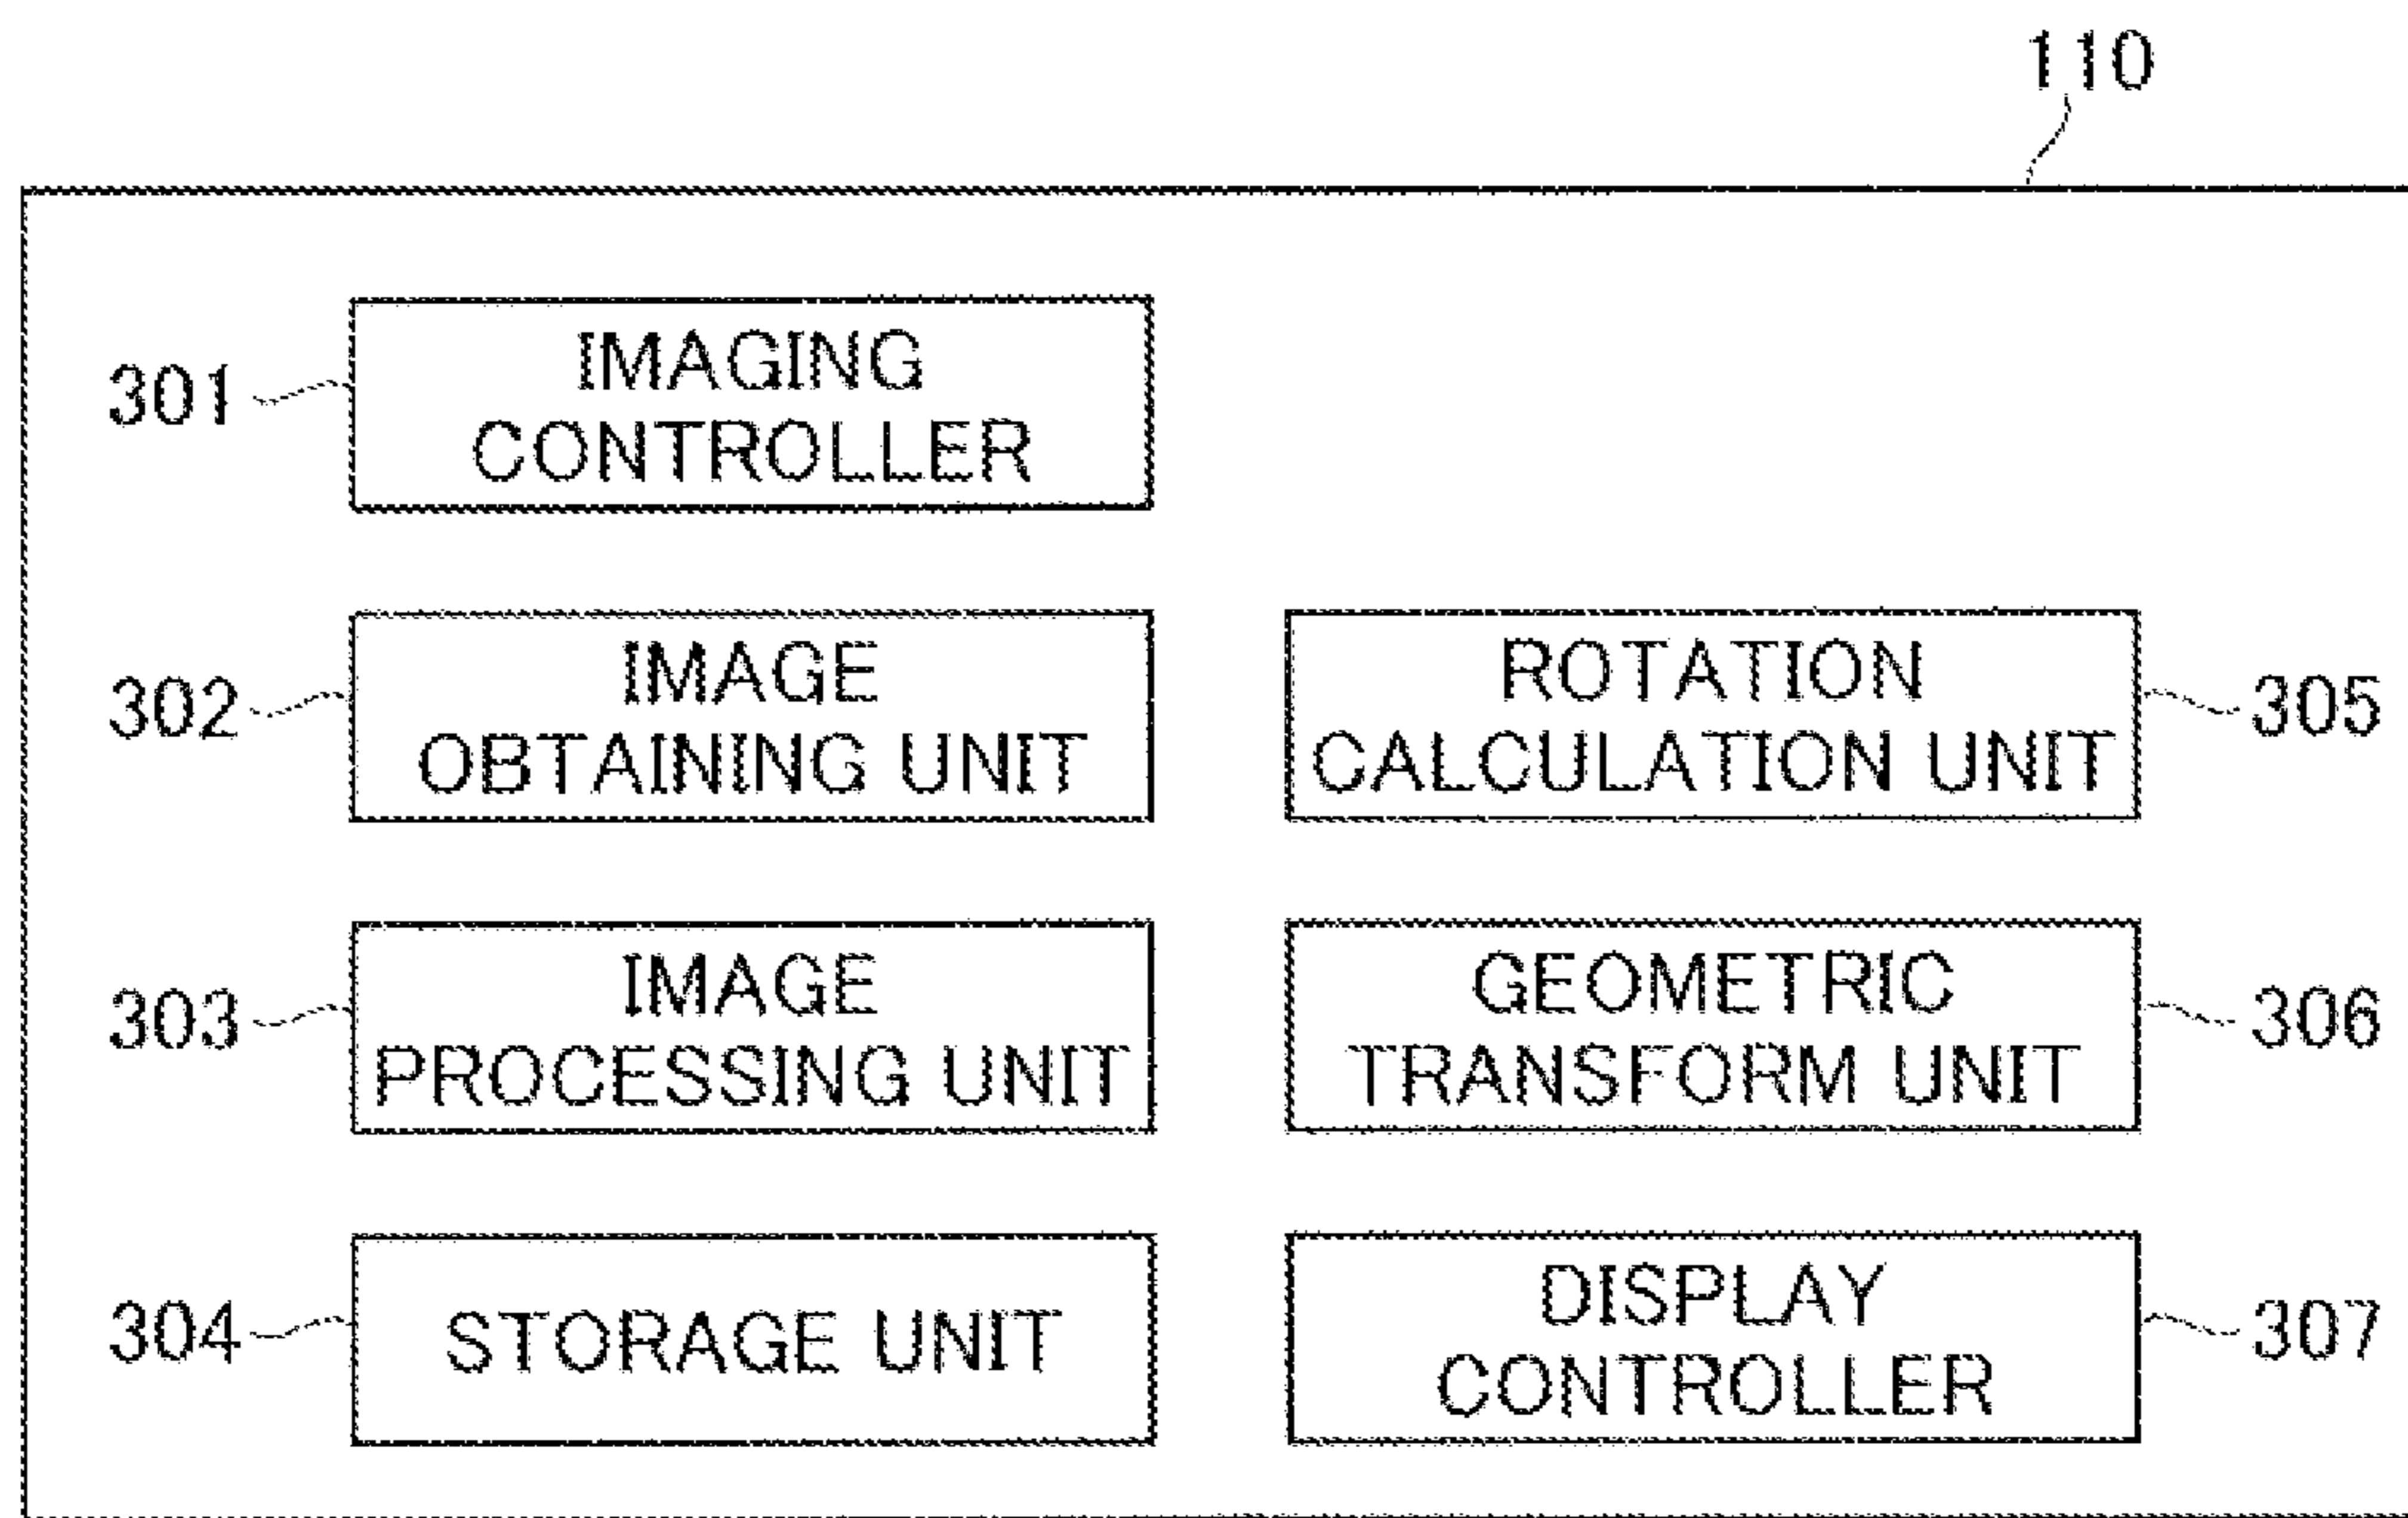 110
301
IMAGING
CONTROLLER
302
IMAGE
OBTAINING UNIT
ROTATION
CALCULATION UNIT
305
303
IMAGE
PROCESSING UNIT
GEOMETRIC
TRANSFORM UNIT
306
304
STORAGE UNIT
DISPLAY
CONTROLLER
307